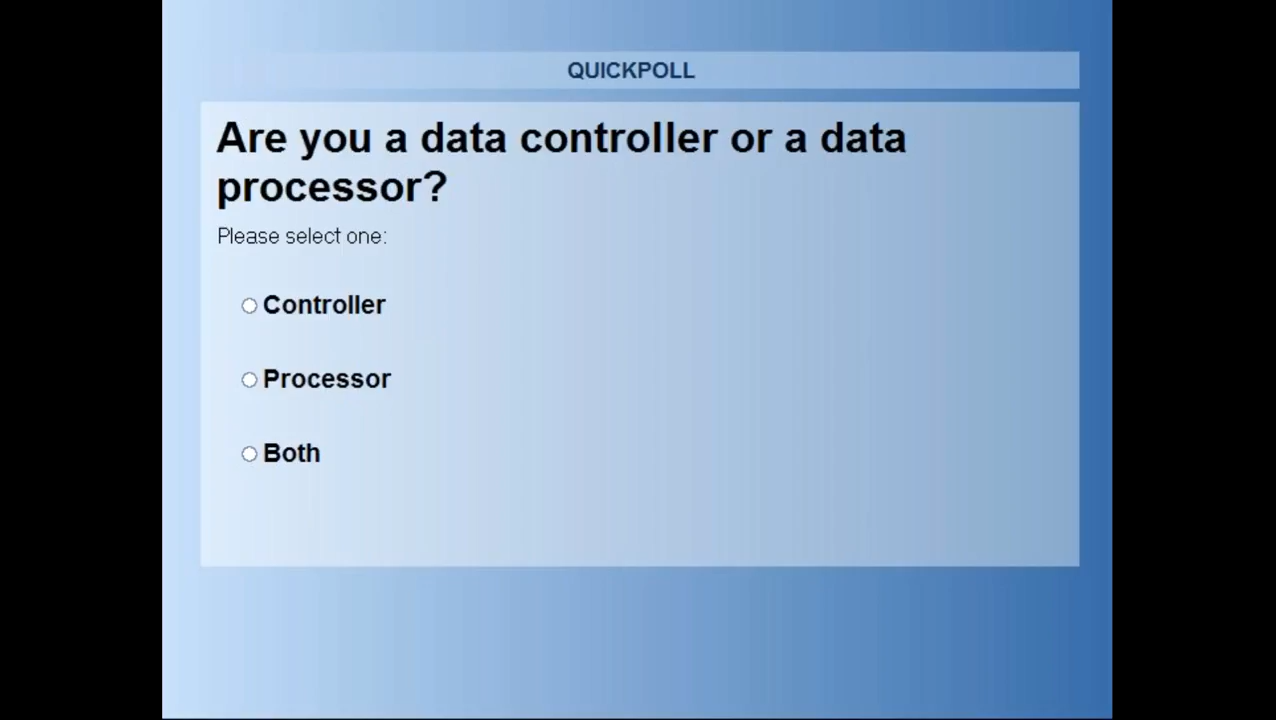 QUICKPOLL
Are you a data controller or a data
processor?
Please select one:
Controller
Processor
Both